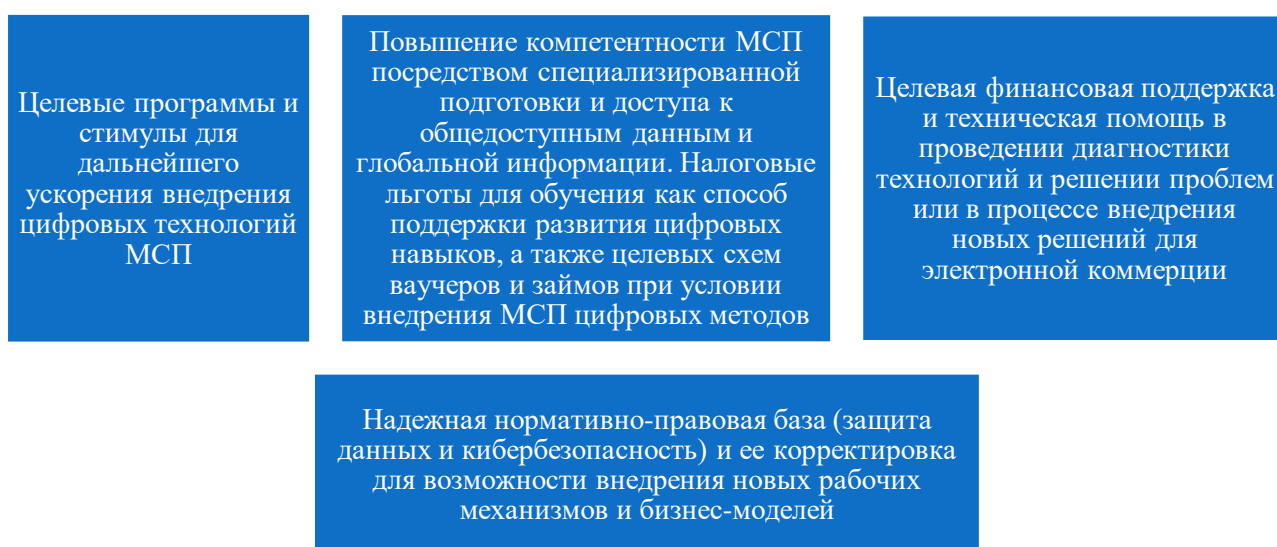 Целевые программы и
стимулы для
дальнейшего
ускорения внедрения
цифровых технологий
МСП
Повышение компетентности МСП
посредством специализированной
подготовки и доступа к
общедоступным данным и
глобальной информации. Налоговые
льготы для обучения как способ
поддержки развития цифровых
навыков, а также целевых схем
ваучеров и займов при условии
внедрения МСП цифровых методов
Целевая финансовая поддержка
и техническая помощь в
проведении диагностики
технологий и решении проблем
или в процессе внедрения
новых решений для
электронной коммерции
Надежная нормативно-правовая база (защита
данных и кибербезопасность) и ее корректировка
для возможности внедрения новых рабочих
механизмов и бизнес-моделей